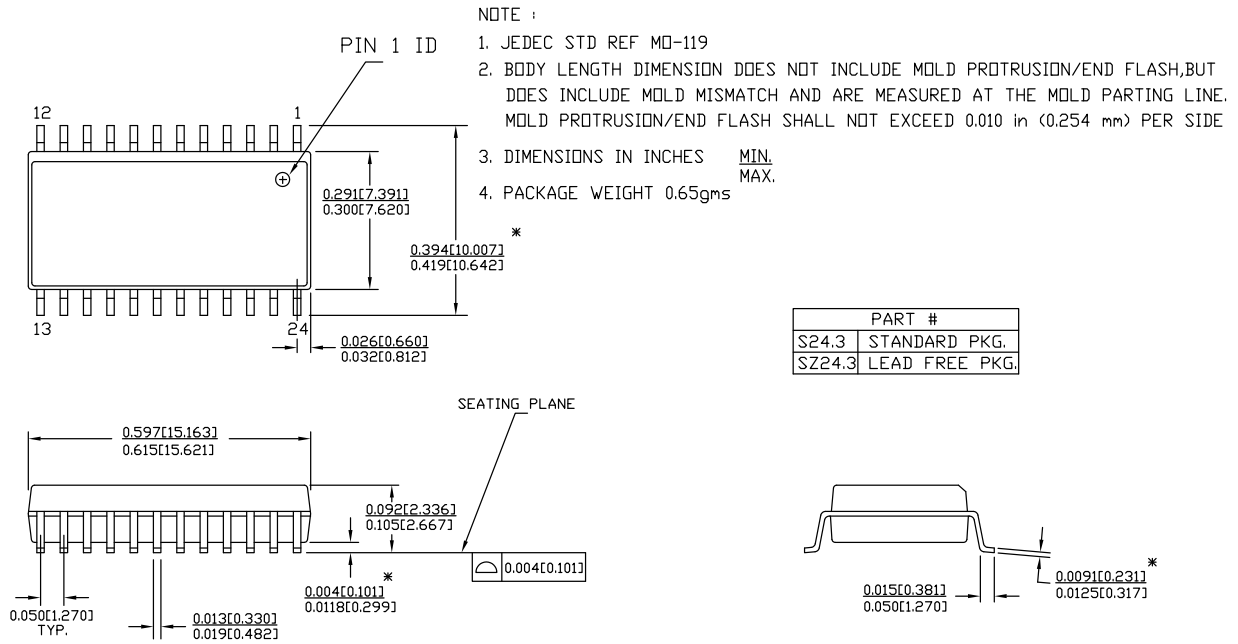 NOTE :
PIN 1 ID
1. JEDEC STD REF MO-119
2. BODY LENGTH DIMENSION DOES NOT INCLUDE MOLD PROTRUSION/END FLASH,BUT
DOES INCLUDE MOLD MISMATCH AND ARE MEASURED AT THE MOLD PARTING LINE.
MOLD PROTRUSION/END FLASH SHALL NOT EXCEED 0.010 in (0.254 mm) PER SIDE
3. DIMENSIONS IN INCHES MIN.
MAX.
4. PACKAGE WEIGHT 0.65gms
12 1
0.291[7.391]
0.300[7.620]
*
0.394[10.007]
0.419[10.642]
13 24
0.026[0.660]
0.032[0.812]
PART #
S24.3 STANDARD PKG.
SZ24.3 LEAD FREE PKG.
SEATING PLANE
0.597[15.163]
0.615[15.621]
0.092[2.336]
0.105[2.667]
0.004[0.101]
*
0.004[0.101]
0.0118[0.299]
0.050[1.270]
TYP.
0.013[0.330]
0.019[0.482]
0.015[0.381]
0.050[1.270]
*
0.0091[0.231]
0.0125[0.317]